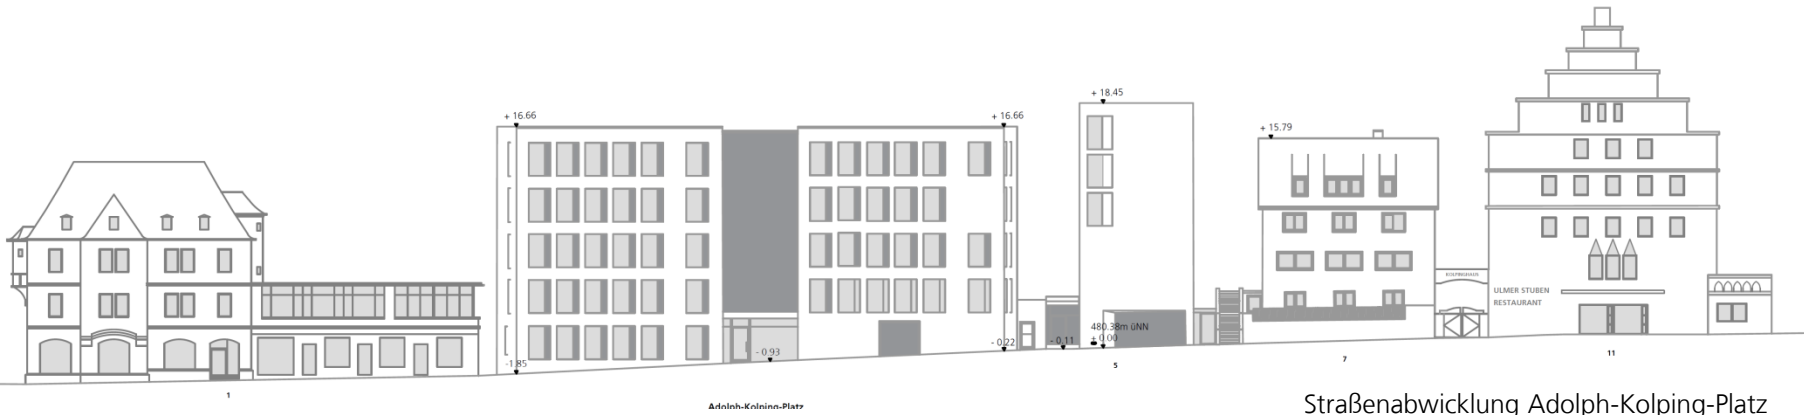 + 18.45
+ 16.66
+ 16.66
+ 15.79
KOLPINGHAUS
ULMER STUBEN
RESTAURANT
480.38m üNN
± 0.00
- 0.11
- 0.22
- 0.93
-1.85
1
5
7
11
Adolph-Kolping-Platz
Straßenabwicklung Adolph-Kolping-Platz